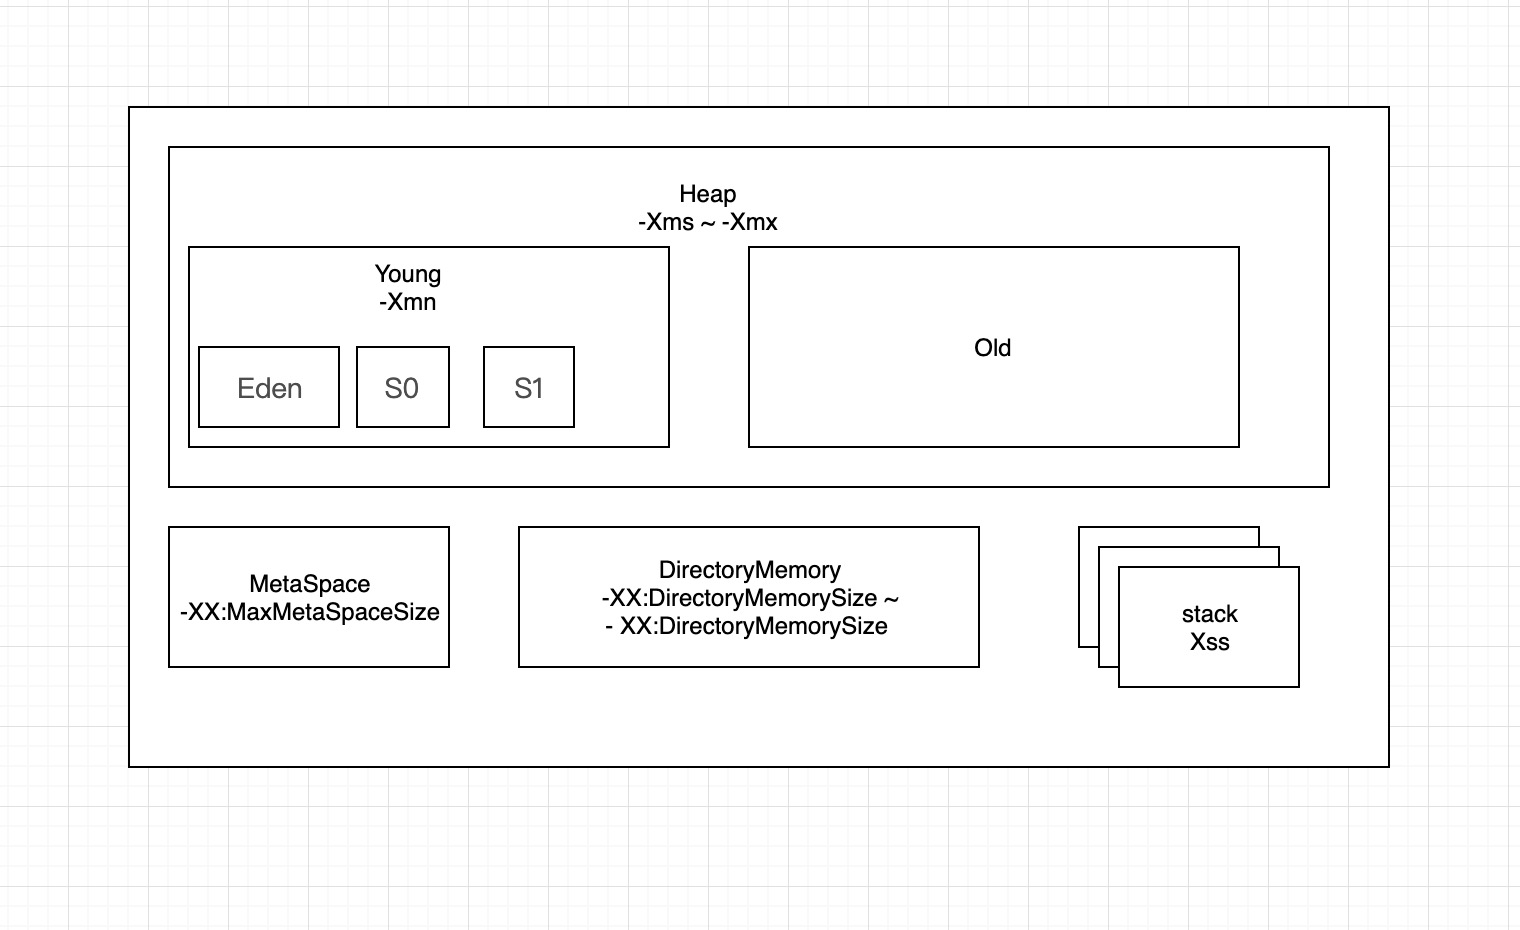 Heap
-Xms ~ -Xmx
Young
-Xmn
Eden
S0
S1
Old
MetaSpace
-XX:MaxMetaSpaceSize
DirectoryMemory
-XX:DirectoryMemorySize ~
- XX:DirectoryMemorySize
stack
Xss